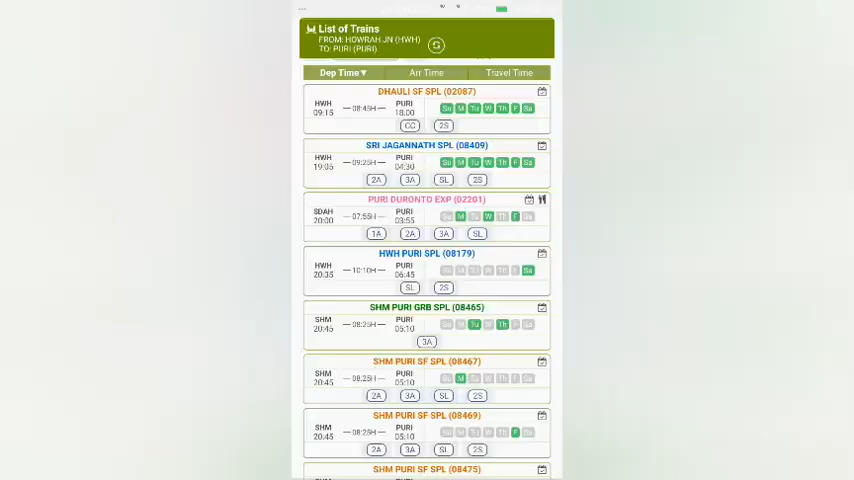 List of Trains
FROM: HOWRAH JN (HWH)
TO: PURI (PURI)
Dep Time▼ Arr Time Travel Time
DHAULI SF SPL (02087)
HWH 09:15 — 08:45H — PURI 18:00 Su M Tu W Th F Sa
CC 2S
SRI JAGANNATH SPL (08409)
HWH 19:05 — 09:25H — PURI 04:30 Su M Tu W Th F Sa
2A 3A SL 2S
PURI DURONTO EXP (02201)
SDAH 20:00 — 07:55H — PURI 03:55 Su M Tu W Th F Sa
1A 2A 3A SL
HWH PURI SPL (08179)
HWH 20:35 — 10:10H — PURI 06:45 Su M Tu W Th F Sa
SL 2S
SHM PURI GRB SPL (08465)
SHM 20:45 — 08:25H — PURI 05:10 Su M Tu W Th F Sa
3A
SHM PURI SF SPL (08467)
SHM 20:45 — 08:25H — PURI 05:10 Su M Tu W Th F Sa
2A 3A SL 2S
SHM PURI SF SPL (08469)
SHM 20:45 — 08:25H — PURI 05:10 Su M Tu W Th F Sa
2A 3A SL 2S
SHM PURI SF SPL (08475)